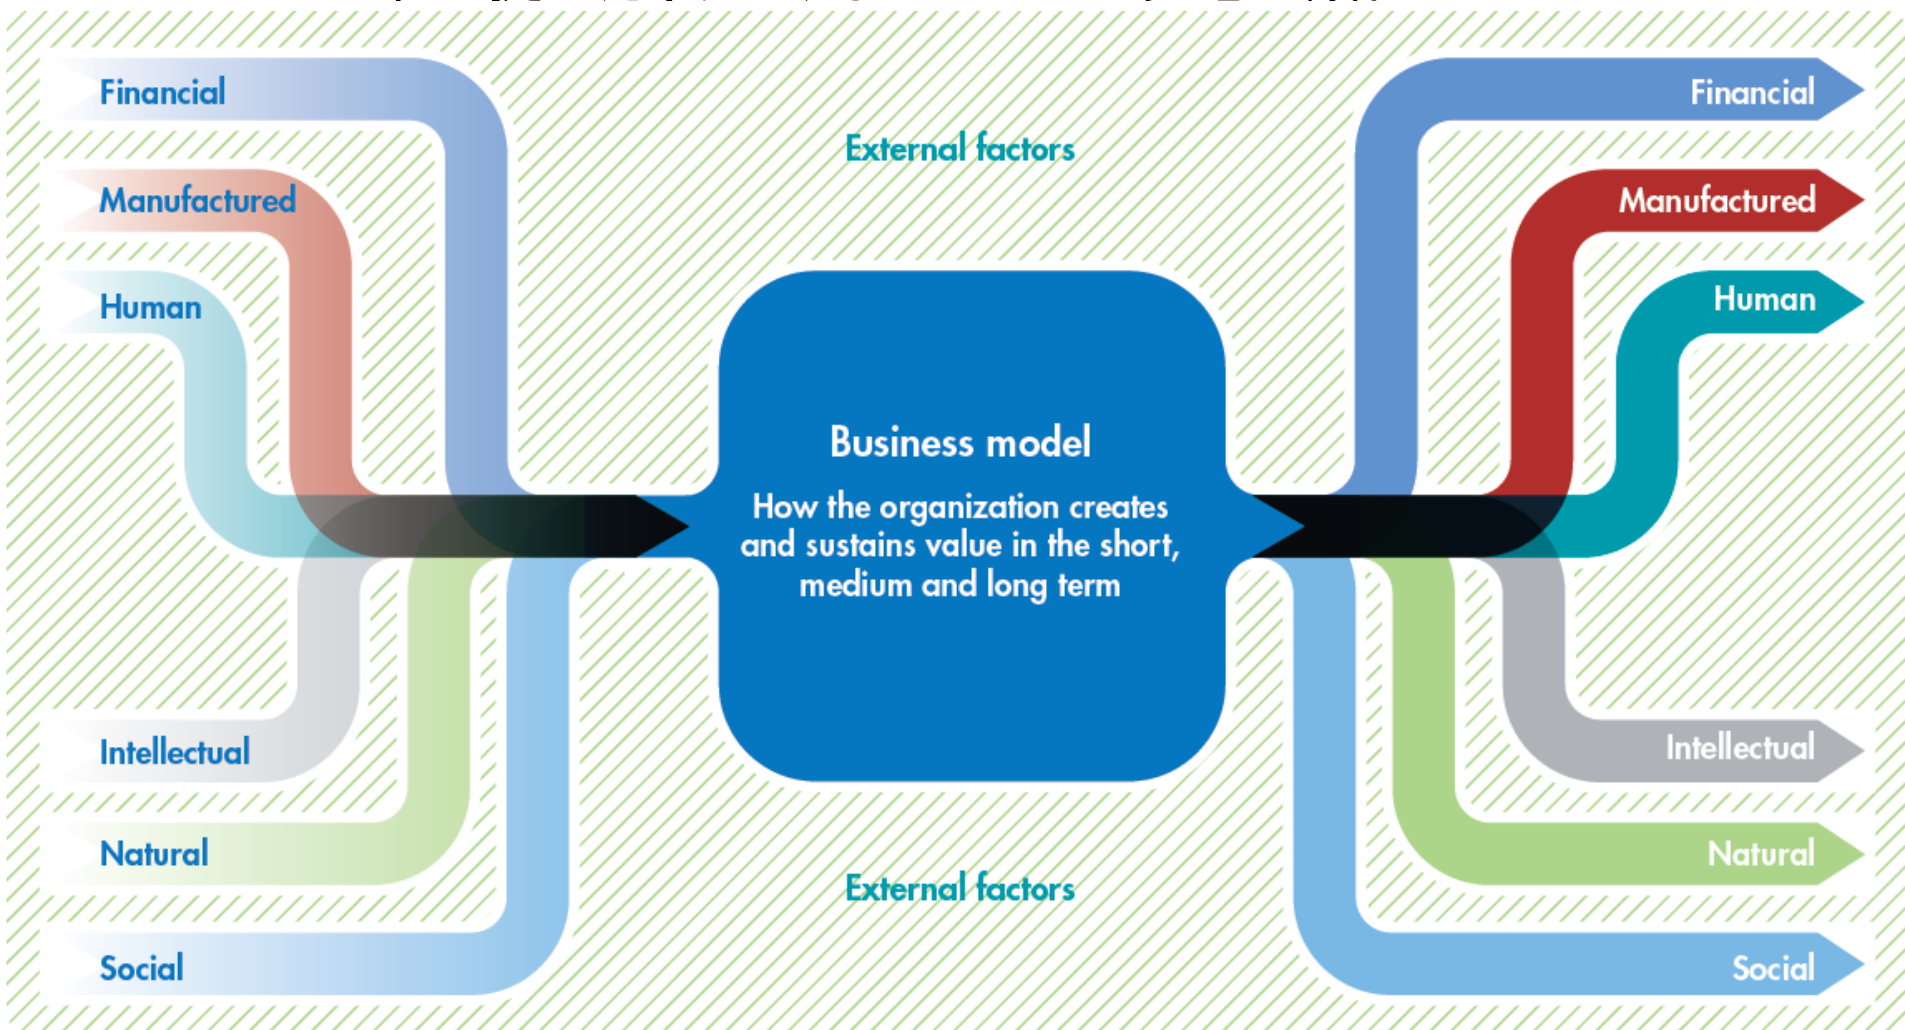 Financial
Manufactured
Human
Intellectual
Natural
Social
External factors
Business model
How the organization creates
and sustains value in the short,
medium and long term
External factors
Financial
Manufactured
Human
Intellectual
Natural
Social